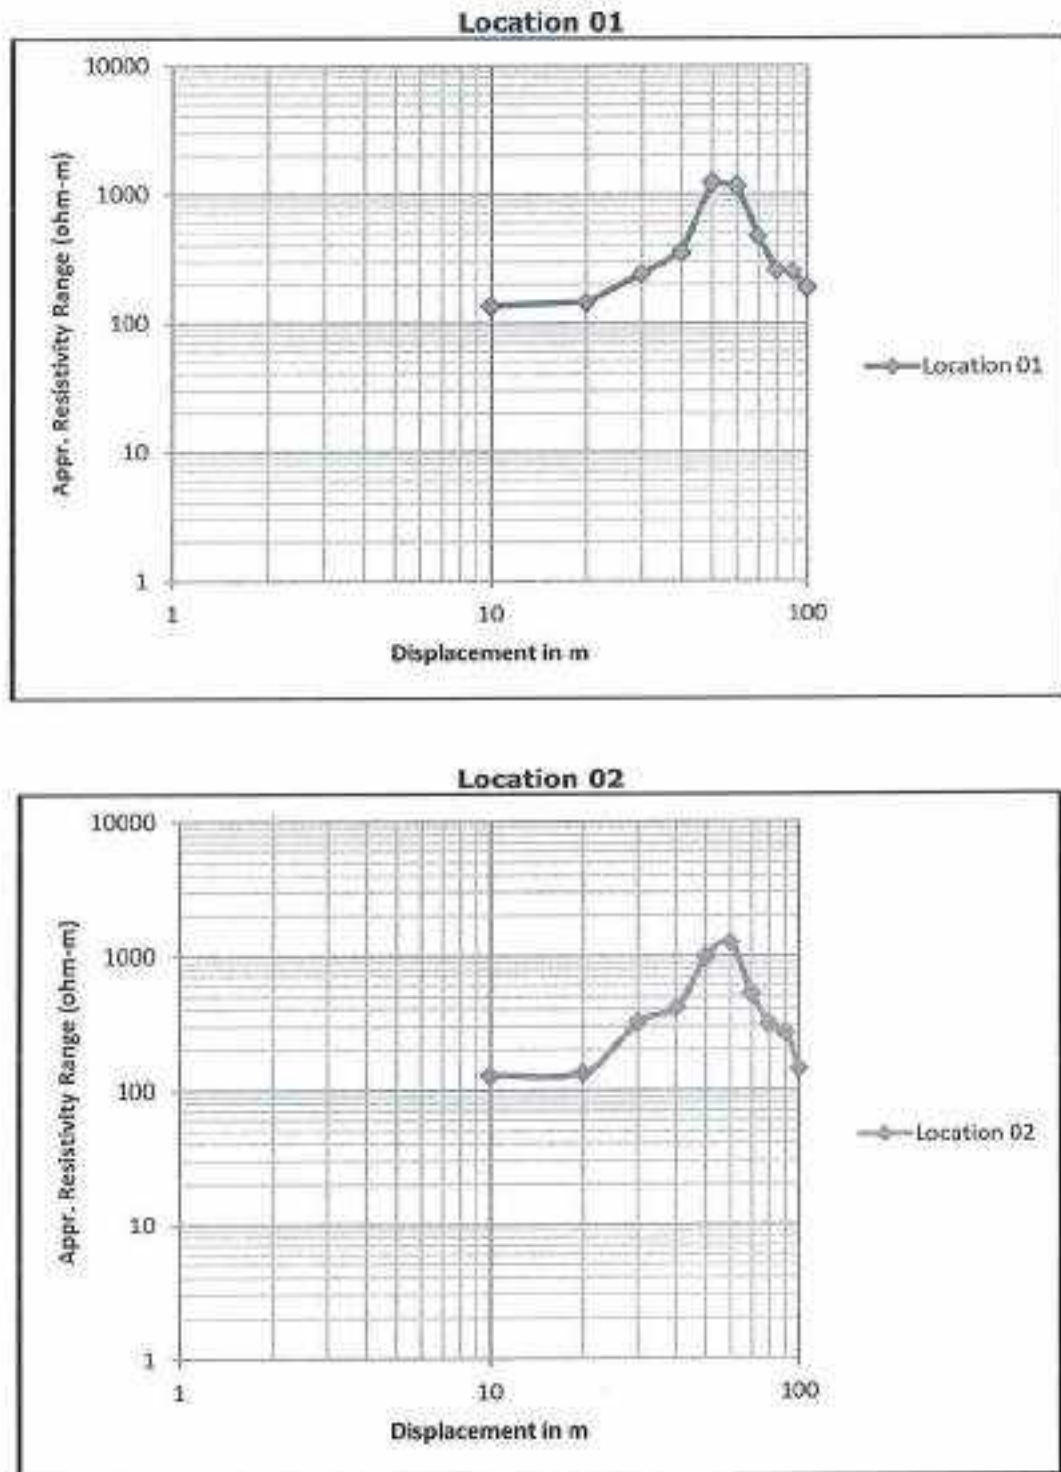 Location 01
10000
1000
100
10
1
1
10
100
Appr. Resistivity Range (ohm-m)
Displacement in m
Location 01
Location 02
10000
1000
100
10
1
1
10
100
Appr. Resistivity Range (ohm-m)
Displacement in m
Location 02